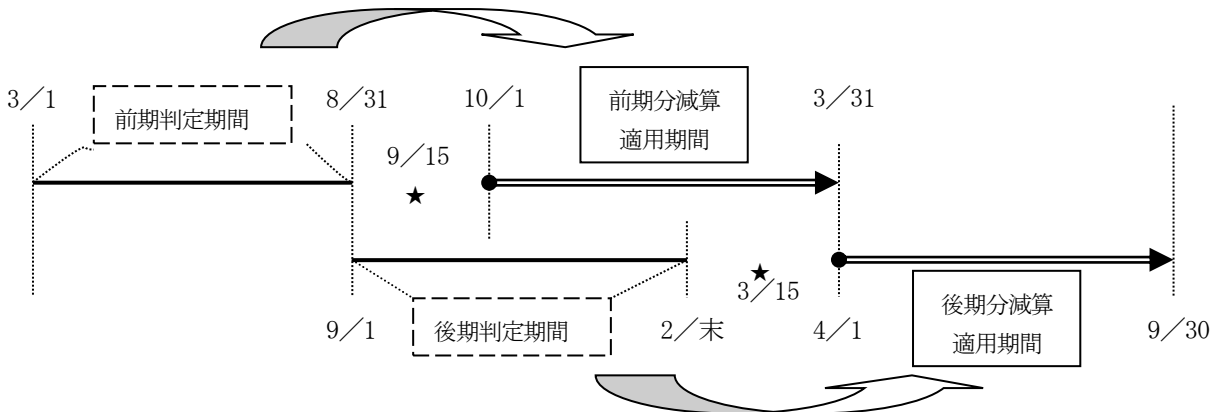 3／1
前期判定期間
8／31
10／1
前期分減算
適用期間
3／31
9／15
★
★
3／15
9／1
後期判定期間
2／末
4／1
後期分減算
適用期間
9／30